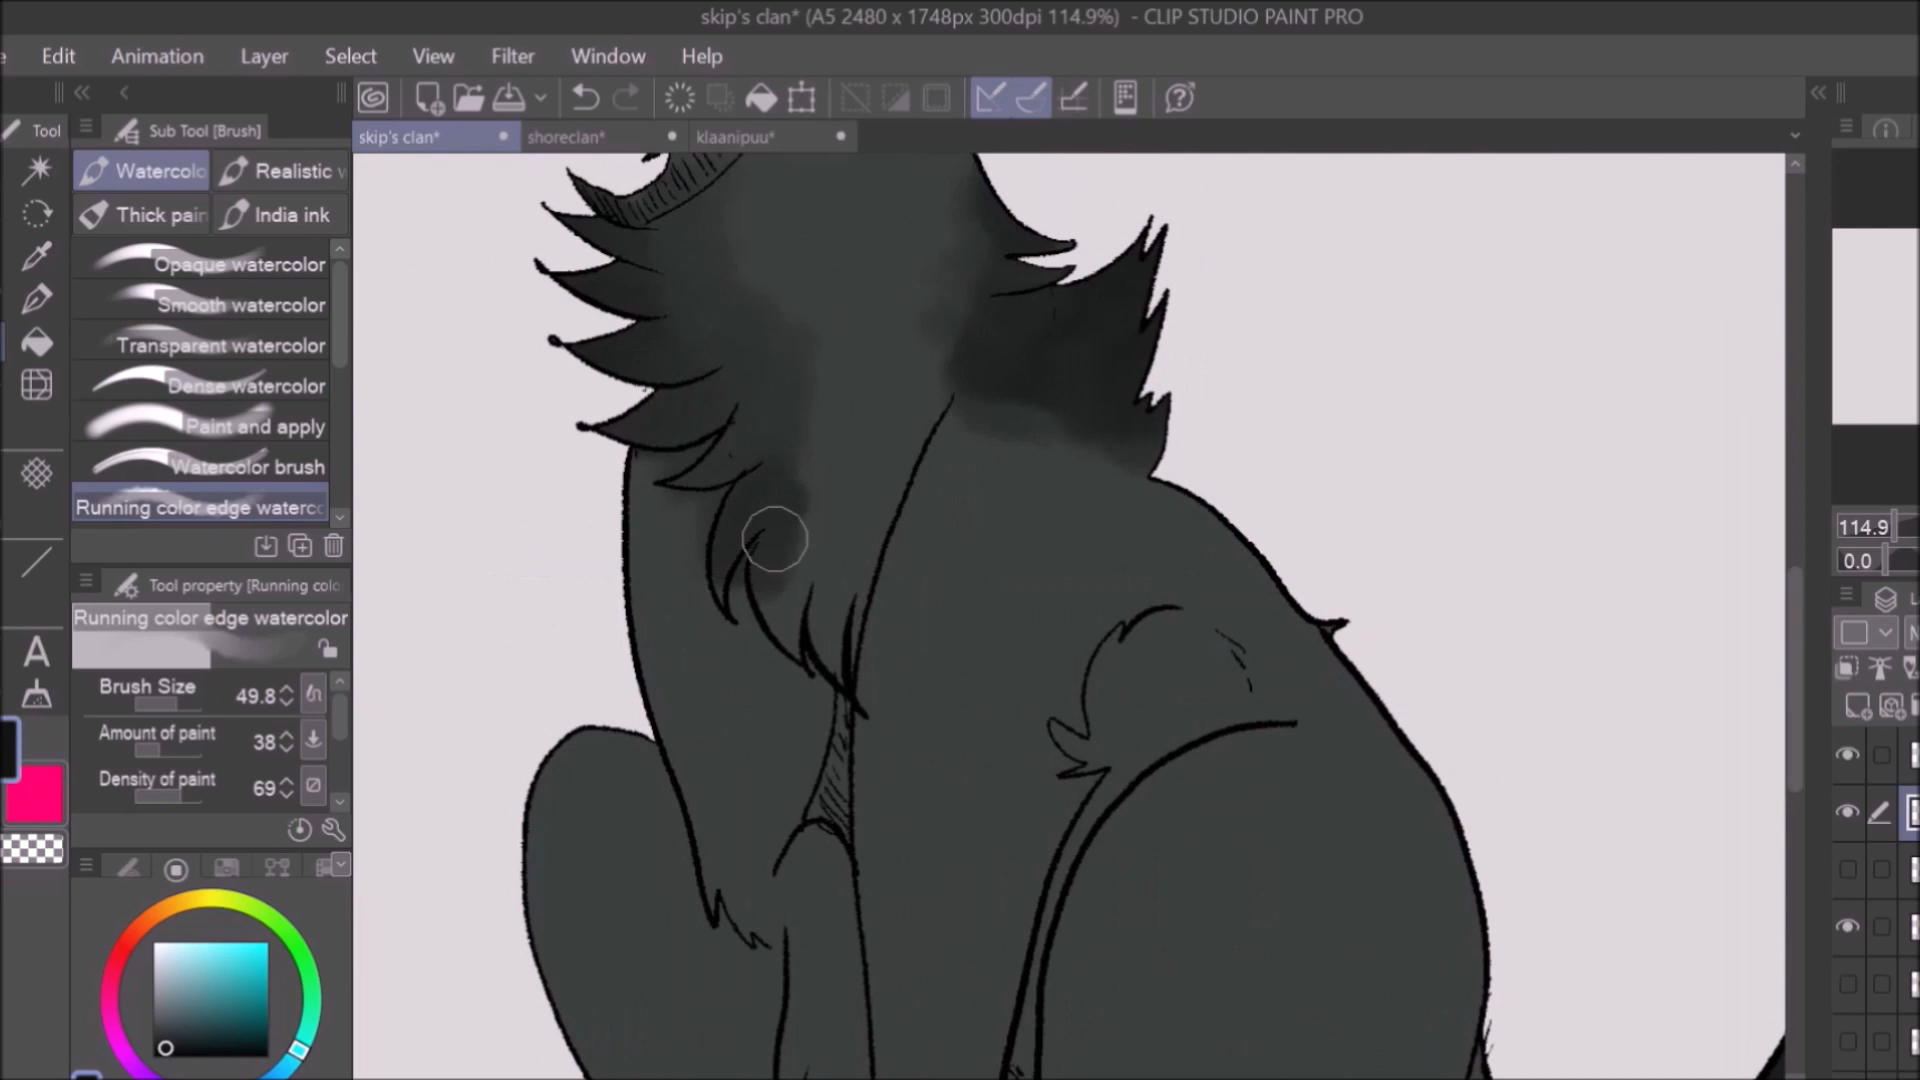 skip's clan* (A5 2480 x 1748px 300dpi 114.9%) - CLIP STUDIO PAINT PRO
Edit Animation Layer Select View Filter Window Help
Tool
Sub Tool [Brush]
skip's clan*
shoreclan*
klaanipuu*
Watercolo
Realistic
Thick pain
India ink
Opaque watercolor
Smooth watercolor
Transparent watercolor
Dense watercolor
Paint and apply
Watercolor brush
Running color edge waterco
Tool property [Running colo
Running color edge watercolor
Brush Size 49.8
Amount of paint 38
Density of paint 69
A
114.9
0.0